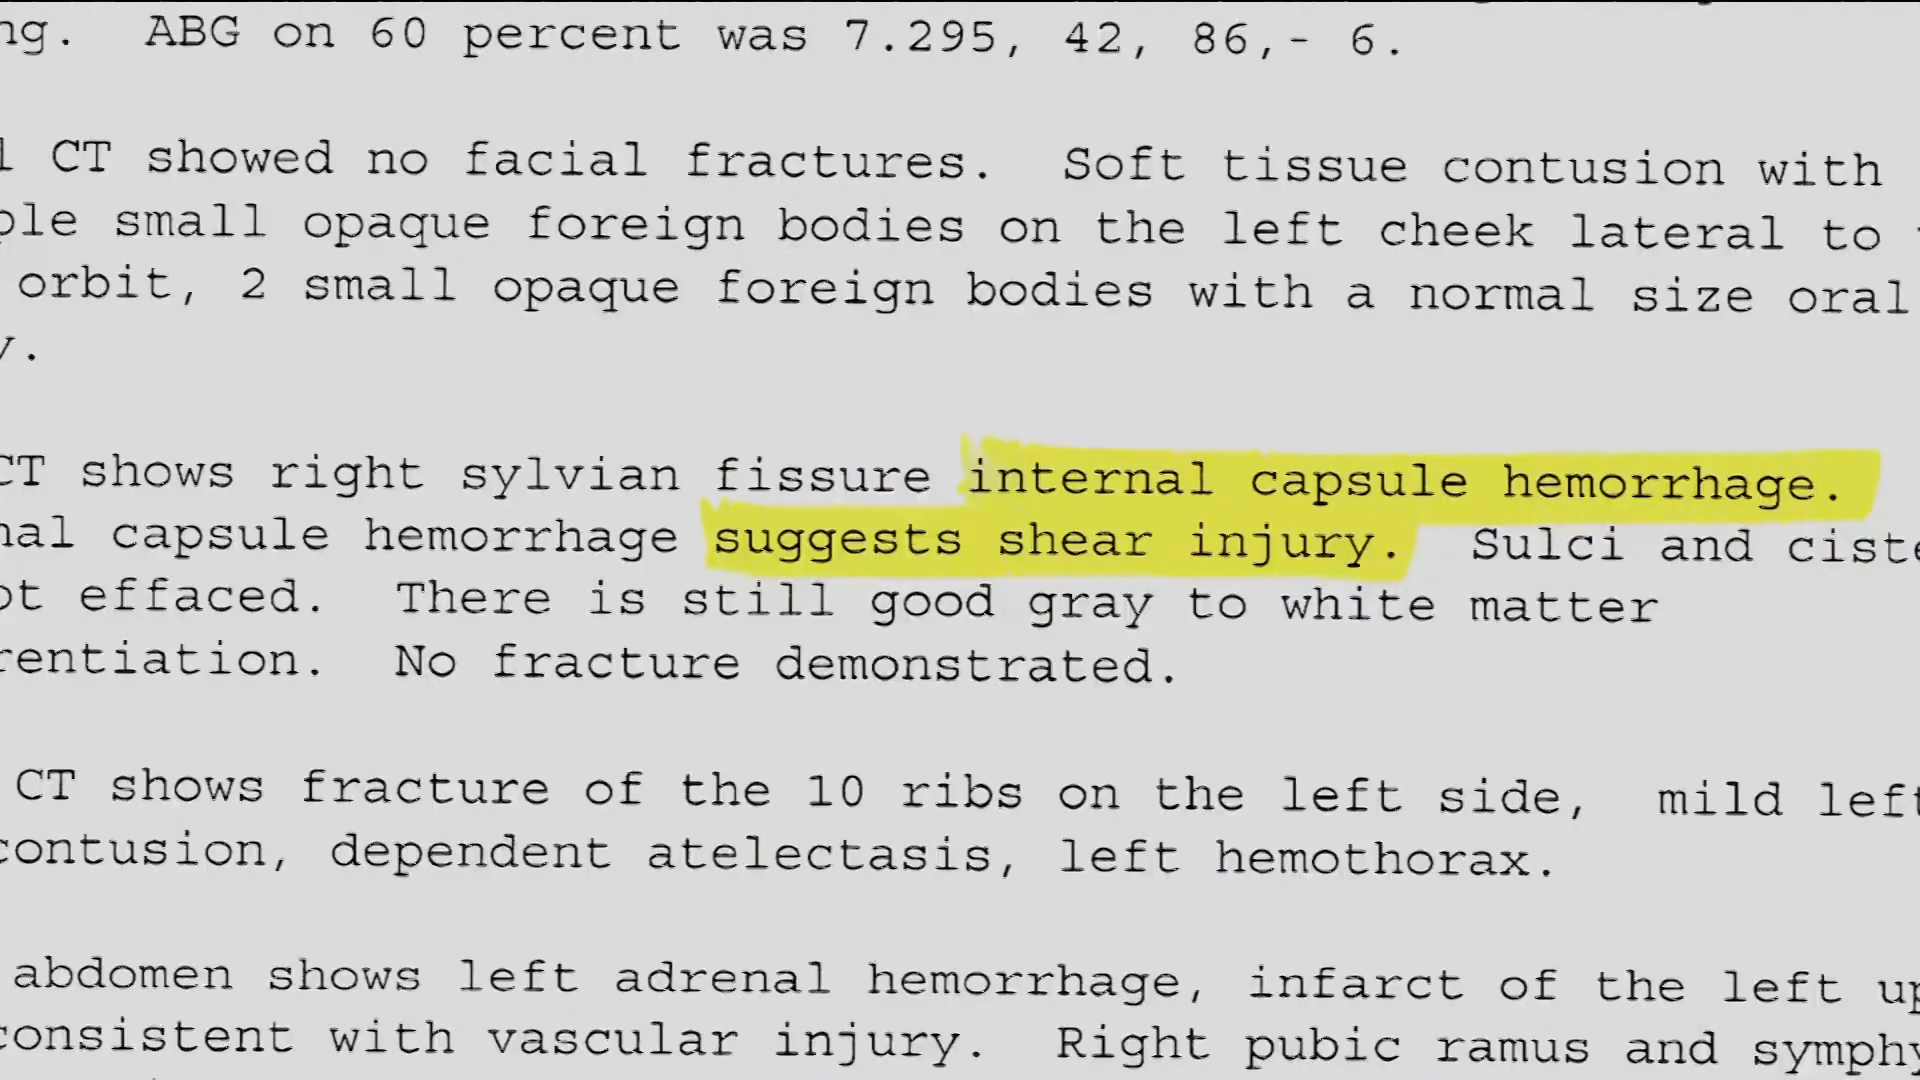 ng. ABG on 60 percent was 7.295, 42, 86,- 6.
l CT showed no facial fractures. Soft tissue contusion with
ple small opaque foreign bodies on the left cheek lateral to
orbit, 2 small opaque foreign bodies with a normal size oral
y.
CT shows right sylvian fissure internal capsule hemorrhage.
nal capsule hemorrhage suggests shear injury. Sulci and ciste
ot effaced. There is still good gray to white matter
rentiation. No fracture demonstrated.
CT shows fracture of the 10 ribs on the left side, mild left
contusion, dependent atelectasis, left hemothorax.
abdomen shows left adrenal hemorrhage, infarct of the left up
consistent with vascular injury. Right pubic ramus and symphy